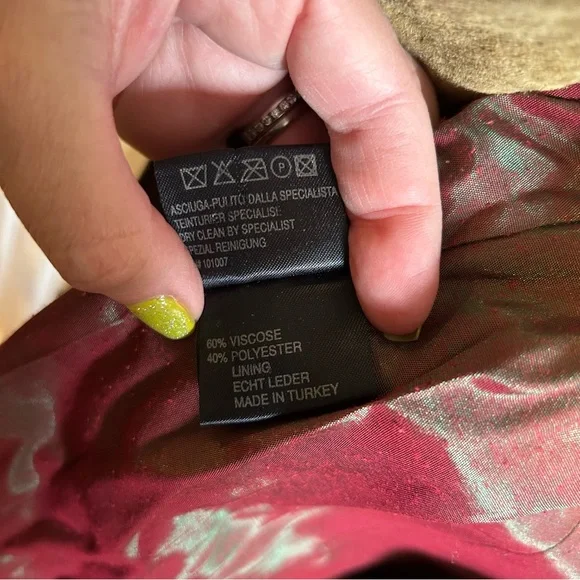 P
ASCIUGA-PULITO DALLA SPECIALISTA
TEINTURIER SPECIALISE
DRY CLEAN BY SPECIALIST
SPEZIAL REINIGUNG
101007
60% VISCOSE
40% POLYESTER
LINING
ECHT LEDER
MADE IN TURKEY